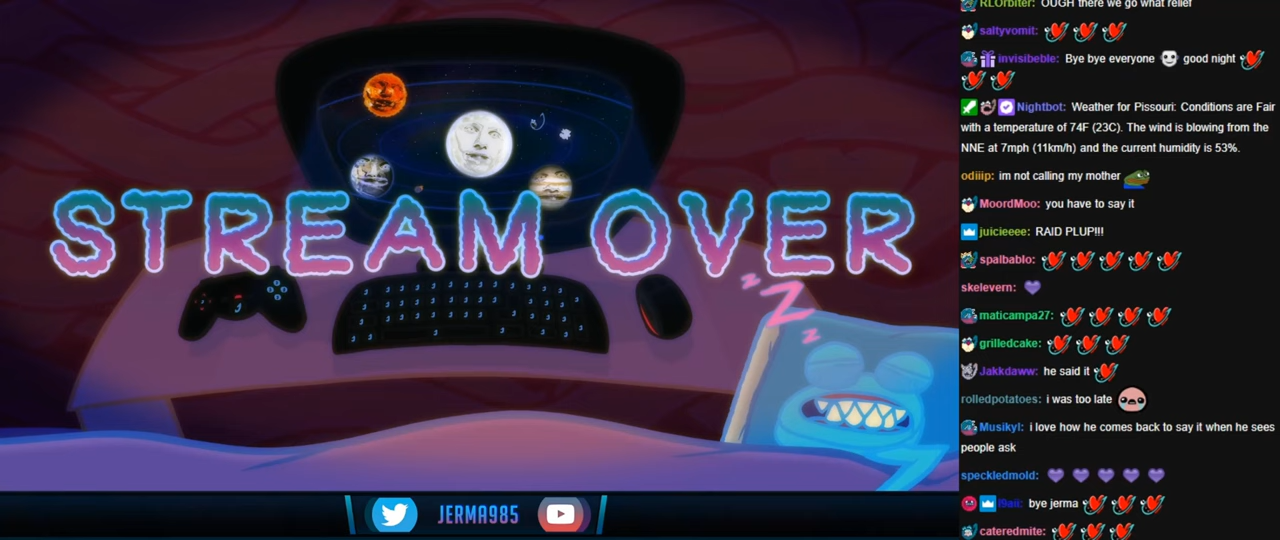 STREAM OVER
z
Z
z
JERMA985
RLOrbiter: OUGH there we go what relief
saltyvomit:
invisibeble: Bye bye everyone good night
Nightbot: Weather for Pissouri: Conditions are Fair
with a temperature of 74F (23C). The wind is blowing from the
NNE at 7mph (11km/h) and the current humidity is 53%.
odiiip: im not calling my mother
MoordMoo: you have to say it
juicieeee: RAID PLUP!!!
spalbablo:
skelevern:
maticampa27:
grilledcake:
Jakkdaww: he said it
rolledpotatoes: i was too late
Musikyl: i love how he comes back to say it when he sees
people ask
speckledmold:
bye jerma
cateredmite: